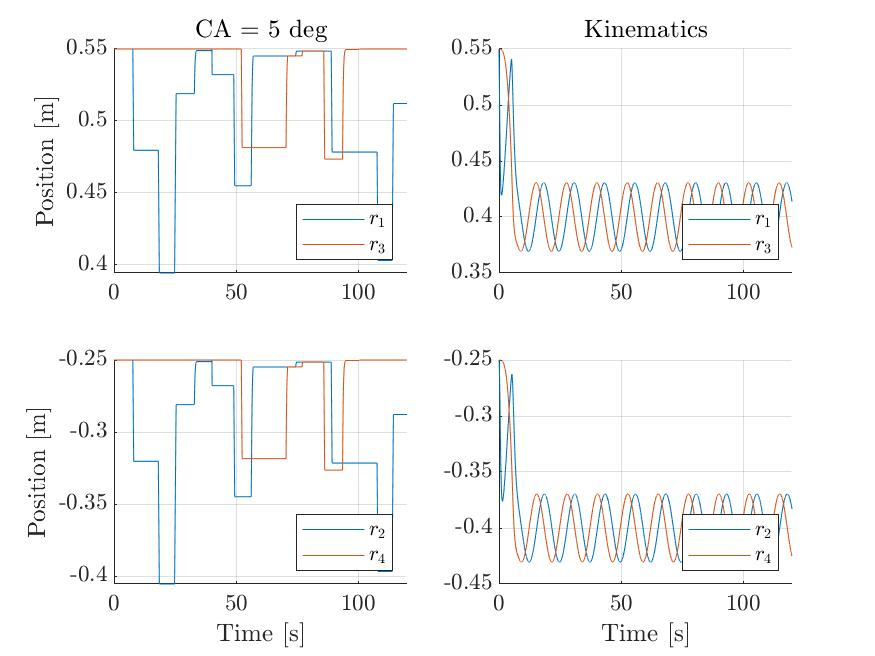 CA = 5 deg
Kinematics
Position [m]
0.55
0.5
0.45
0.4
0
50
100
r1
r3
0.55
0.5
0.45
0.4
0.35
0
50
100
r1
r3
Position [m]
-0.25
-0.3
-0.35
-0.4
0
50
100
r2
r4
Time [s]
-0.25
-0.3
-0.35
-0.4
-0.45
0
50
100
r2
r4
Time [s]